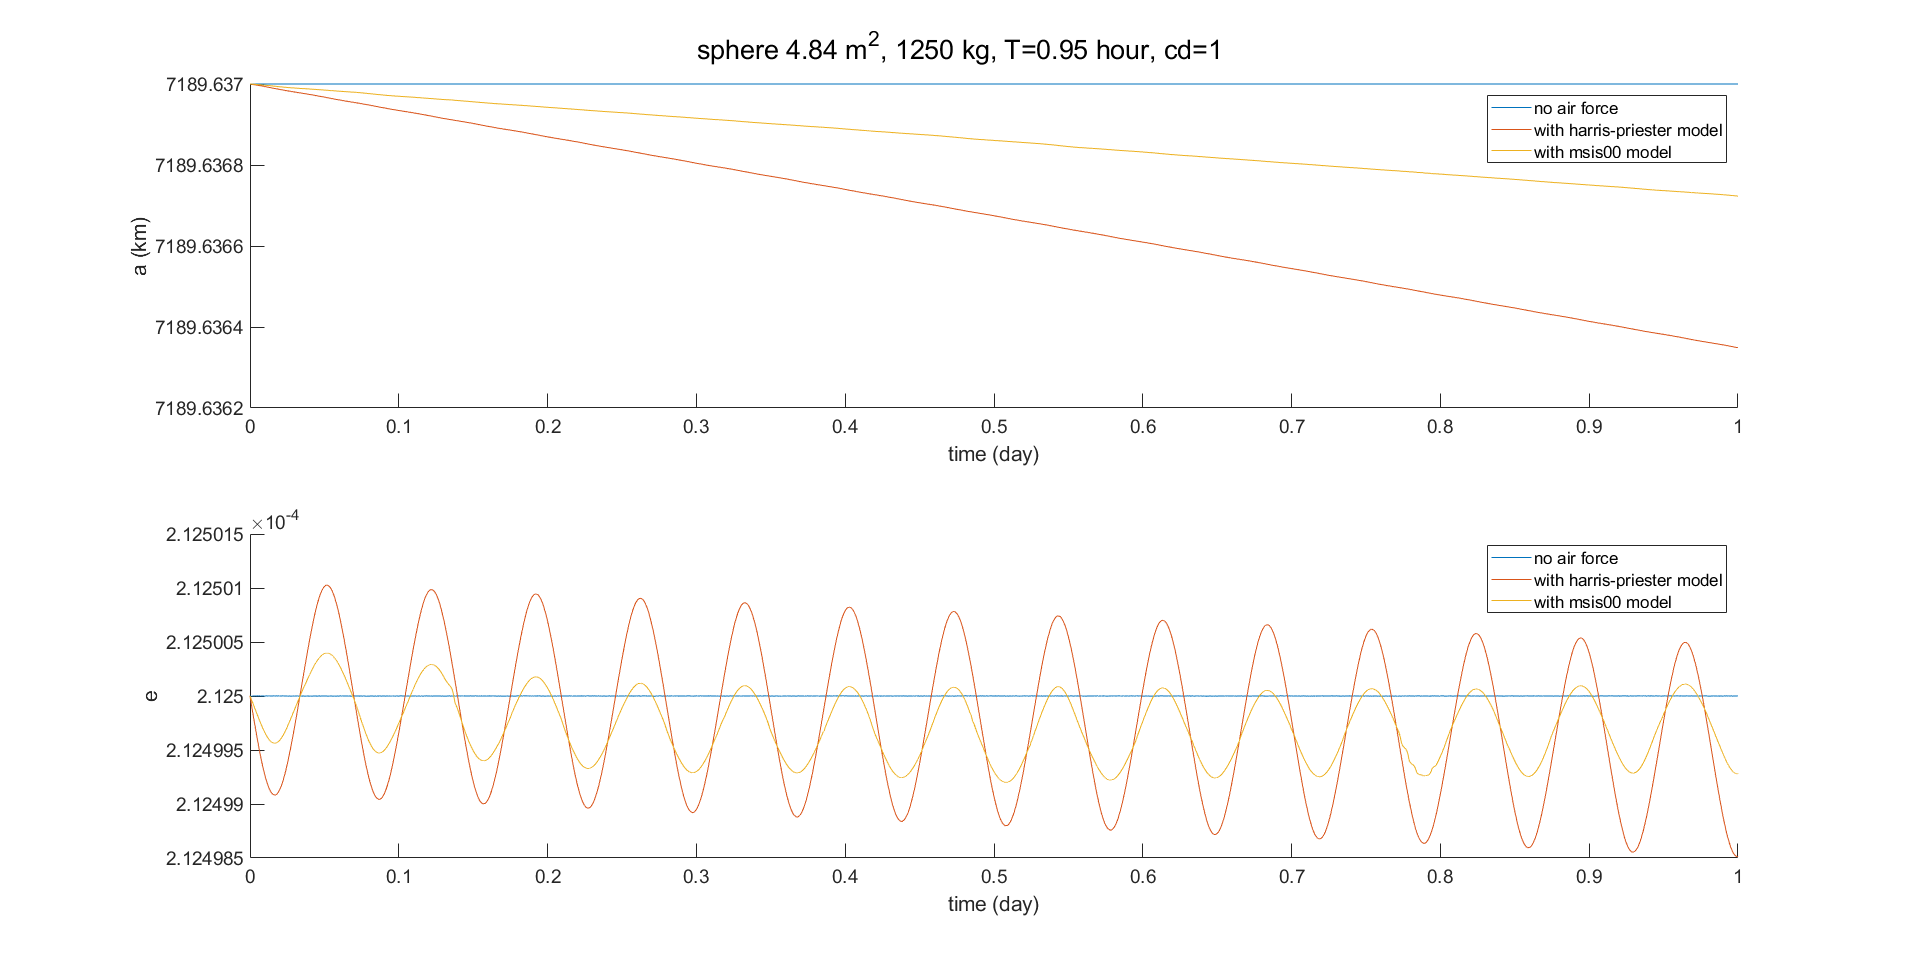 sphere 4.84 m2, 1250 kg, T=0.95 hour, cd=1
7189.637
7189.6368
7189.6366
7189.6364
7189.6362
a (km)
no air force
with harris-priester model
with msis00 model
0 0.1 0.2 0.3 0.4 0.5 0.6 0.7 0.8 0.9 1
time (day)
×10-4
2.125015
2.12501
2.125005
2.125
2.124995
2.12499
2.124985
e
no air force
with harris-priester model
with msis00 model
0 0.1 0.2 0.3 0.4 0.5 0.6 0.7 0.8 0.9 1
time (day)